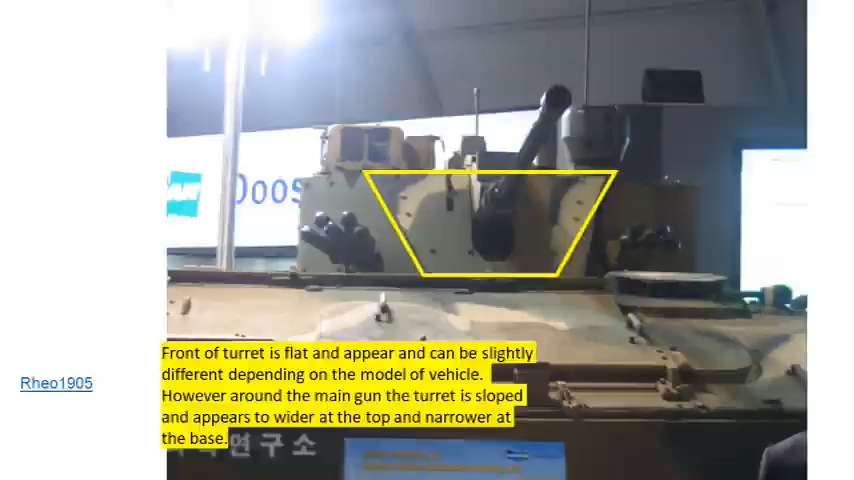 Doos
Front of turret is flat and appear and can be slightly
different depending on the model of vehicle.
However around the main gun the turret is sloped
and appears to wider at the top and narrower at
the base.
Rheo1905
연구소